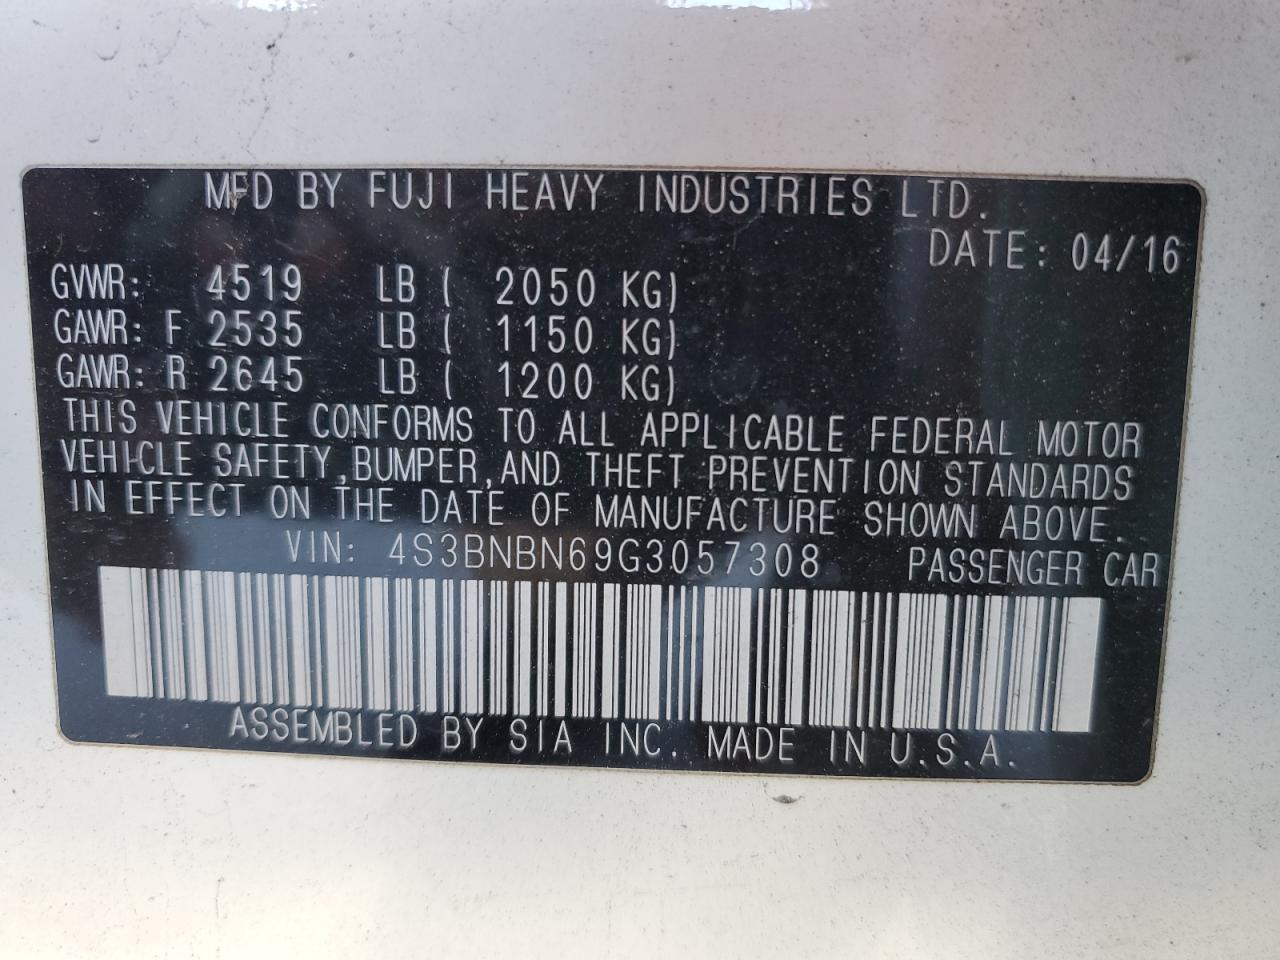 MFD BY FUJI HEAVY INDUSTRIES LTD.
DATE: 04/16
GVWR: 4519 LB ( 2050 KG)
GAWR: F 2535 LB ( 1150 KG)
GAWR: R 2645 LB ( 1200 KG)
THIS VEHICLE CONFORMS TO ALL APPLICABLE FEDERAL MOTOR
VEHICLE SAFETY,BUMPER,AND THEFT PREVENTION STANDARDS
IN EFFECT ON THE DATE OF MANUFACTURE SHOWN ABOVE.
VIN: 4S3BNBN69G3057308 PASSENGER CAR
ASSEMBLED BY SIA INC. MADE IN U.S.A.